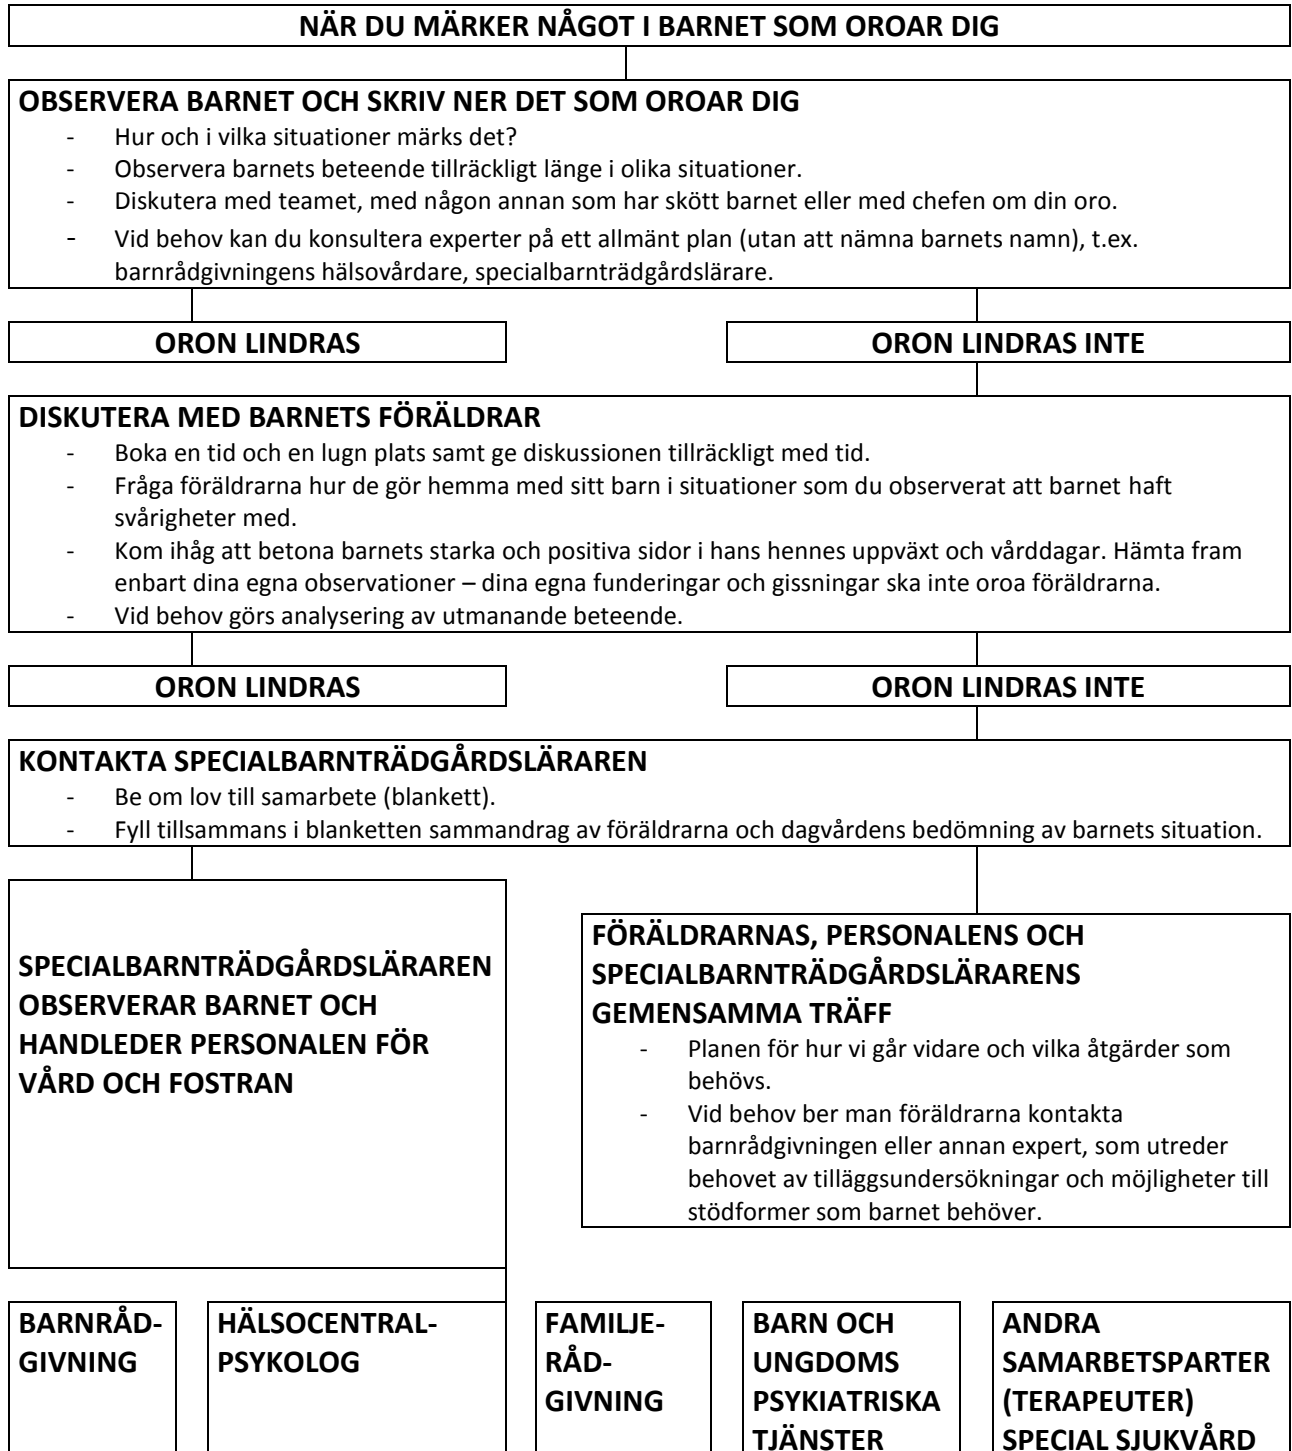 NÄR DU MÄRKER NÅGOT I BARNET SOM OROAR DIG
OBSERVERA BARNET OCH SKRIV NER DET SOM OROAR DIG
- Hur och i vilka situationer märks det?
- Observera barnets beteende tillräckligt länge i olika situationer.
- Diskutera med teamet, med någon annan som har skött barnet eller med chefen om din oro.
- Vid behov kan du konsultera experter på ett allmänt plan (utan att nämna barnets namn), t.ex.
barnrådgivningens hälsovårdare, specialbarnträdgårdslärare.
ORON LINDRAS
ORON LINDRAS INTE
DISKUTERA MED BARNETS FÖRÄLDRAR
- Boka en tid och en lugn plats samt ge diskussionen tillräckligt med tid.
- Fråga föräldrarna hur de gör hemma med sitt barn i situationer som du observerat att barnet haft
svårigheter med.
- Kom ihåg att betona barnets starka och positiva sidor i hans hennes uppväxt och vårddagar. Hämta fram
enbart dina egna observationer – dina egna funderingar och gissningar ska inte oroa föräldrarna.
- Vid behov görs analysering av utmanande beteende.
ORON LINDRAS
ORON LINDRAS INTE
KONTAKTA SPECIALBARNTRÄDGÅRDSLÄRAREN
- Be om lov till samarbete (blankett).
- Fyll tillsammans i blanketten sammandrag av föräldrarna och dagvårdens bedömning av barnets situation.
SPECIALBARNTRÄDGÅRDSLÄRAREN
OBSERVERAR BARNET OCH
HANDLEDER PERSONALEN FÖR
VÅRD OCH FOSTRAN
FÖRÄLDRARNAS, PERSONALENS OCH
SPECIALBARNTRÄDGÅRDSLÄRARENS
GEMENSAMMA TRÄFF
- Planen för hur vi går vidare och vilka åtgärder som
behövs.
- Vid behov ber man föräldrarna kontakta
barnrådgivningen eller annan expert, som utreder
behovet av tilläggsundersökningar och möjligheter till
stödformer som barnet behöver.
BARNRÅD-
GIVNING
HÄLSOCENTRAL-
PSYKOLOG
FAMILJE-
RÅD-
GIVNING
BARN OCH
UNGDOMS
PSYKIATRISKA
TJÄNSTER
ANDRA
SAMARBETSPARTER
(TERAPEUTER)
SPECIAL SJUKVÅRD